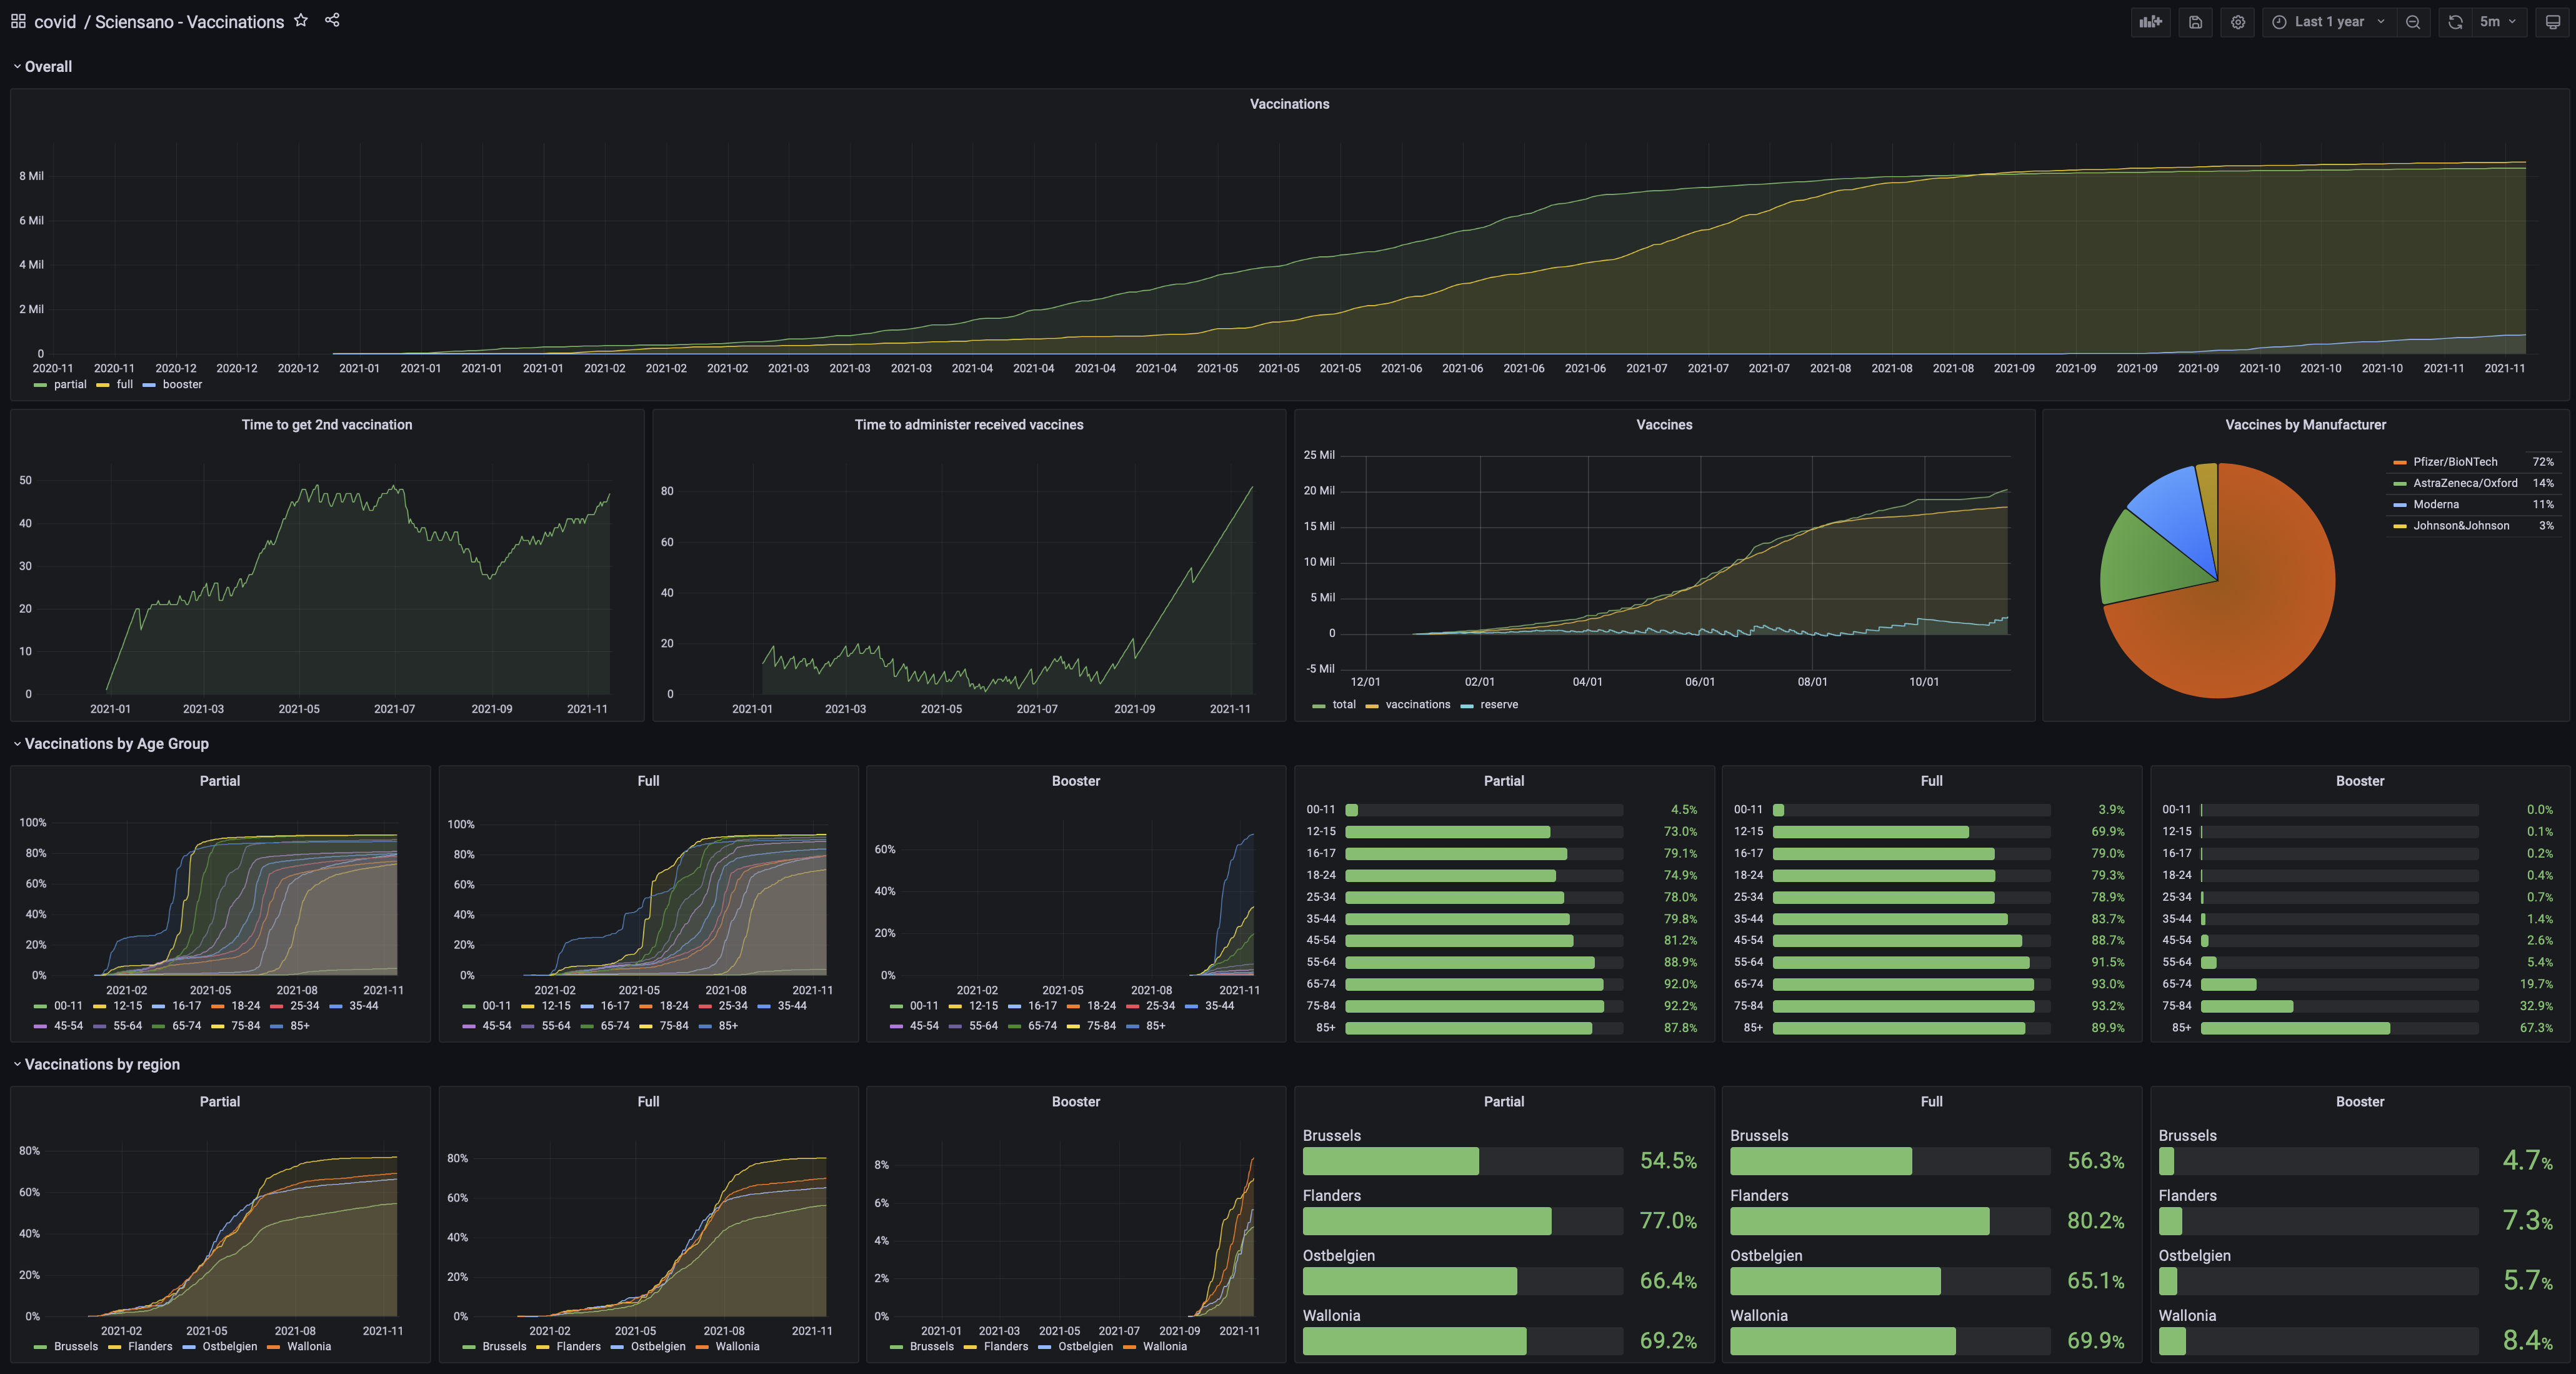 covid / Sciensano - Vaccinations
Last 1 year
5m
Overall
Vaccinations
8 Mil
6 Mil
4 Mil
2 Mil
0
2020-11 2020-11 2020-12 2020-12 2020-12 2021-01 2021-01 2021-01 2021-01 2021-02 2021-02 2021-02 2021-03 2021-03 2021-03 2021-04 2021-04 2021-04 2021-04 2021-05 2021-05 2021-05 2021-06 2021-06 2021-06 2021-06 2021-07 2021-07 2021-07 2021-08 2021-08 2021-08 2021-09 2021-09 2021-09 2021-09 2021-10 2021-10 2021-10 2021-11 2021-11
partial full booster
Time to get 2nd vaccination
50
40
30
20
10
0
2021-01 2021-03 2021-05 2021-07 2021-09 2021-11
Time to administer received vaccines
80
60
40
20
0
2021-01 2021-03 2021-05 2021-07 2021-09 2021-11
Vaccines
25 Mil
20 Mil
15 Mil
10 Mil
5 Mil
0
-5 Mil
12/01 02/01 04/01 06/01 08/01 10/01
total vaccinations reserve
Vaccines by Manufacturer
Pfizer/BioNTech 72%
AstraZeneca/Oxford 14%
Moderna 11%
Johnson&Johnson 3%
Vaccinations by Age Group
Partial
100%
80%
60%
40%
20%
0%
2021-02 2021-05 2021-08 2021-11
00-11 12-15 16-17 18-24 25-34 35-44
45-54 55-64 65-74 75-84 85+
Full
100%
80%
60%
40%
20%
0%
2021-02 2021-05 2021-08 2021-11
00-11 12-15 16-17 18-24 25-34 35-44
45-54 55-64 65-74 75-84 85+
Booster
60%
40%
20%
0%
2021-02 2021-05 2021-08 2021-11
00-11 12-15 16-17 18-24 25-34 35-44
45-54 55-64 65-74 75-84 85+
Partial
00-11 4.5%
12-15 73.0%
16-17 79.1%
18-24 74.9%
25-34 78.0%
35-44 79.8%
45-54 81.2%
55-64 88.9%
65-74 92.0%
75-84 92.2%
85+ 87.8%
Full
00-11 3.9%
12-15 69.9%
16-17 79.0%
18-24 79.3%
25-34 78.9%
35-44 83.7%
45-54 88.7%
55-64 91.5%
65-74 93.0%
75-84 93.2%
85+ 89.9%
Booster
00-11 0.0%
12-15 0.1%
16-17 0.2%
18-24 0.4%
25-34 0.7%
35-44 1.4%
45-54 2.6%
55-64 5.4%
65-74 19.7%
75-84 32.9%
85+ 67.3%
Vaccinations by region
Partial
80%
60%
40%
20%
0%
2021-02 2021-05 2021-08 2021-11
Brussels Flanders Ostbelgien Wallonia
Full
80%
60%
40%
20%
0%
2021-02 2021-05 2021-08 2021-11
Brussels Flanders Ostbelgien Wallonia
Booster
8%
6%
4%
2%
0%
2021-01 2021-03 2021-05 2021-07 2021-09 2021-11
Brussels Flanders Ostbelgien Wallonia
Partial
Brussels
54.5%
Flanders
77.0%
Ostbelgien
66.4%
Wallonia
69.2%
Full
Brussels
56.3%
Flanders
80.2%
Ostbelgien
65.1%
Wallonia
69.9%
Booster
Brussels
4.7%
Flanders
7.3%
Ostbelgien
5.7%
Wallonia
8.4%